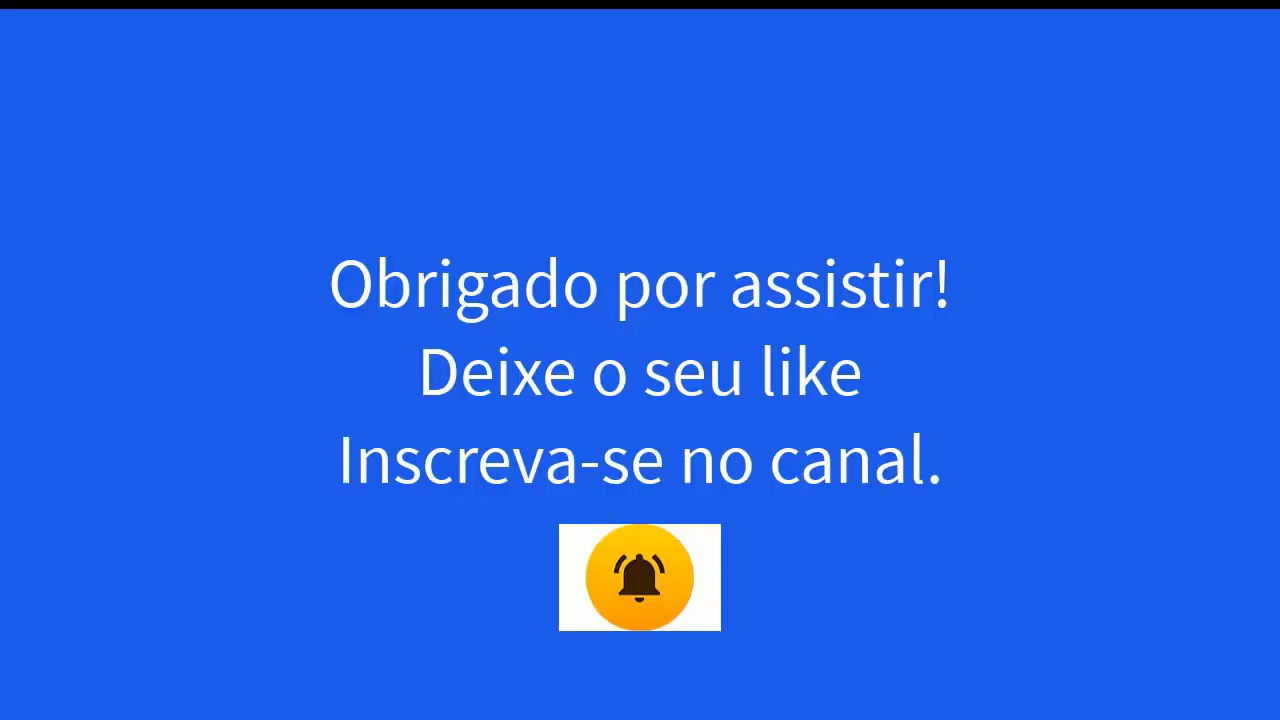 Obrigado por assistir!
Deixe o seu like
Inscreva-se no canal.